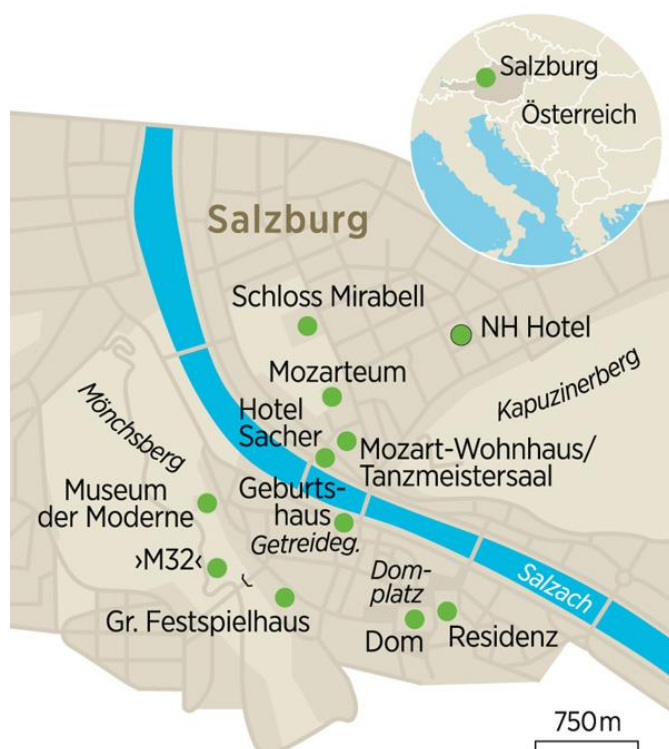 Salzburg
Österreich
Salzburg
Schloss Mirabell
NH Hotel
Mozarteum
Kapuzinerberg
Mönchsberg
Hotel
Sacher
Mozart-Wohnhaus/
Tanzmeistersaal
Museum
der Moderne
Geburts-
haus
Getreideg.
›M32‹
Dom-
platz
Salzach
Gr. Festspielhaus
Dom
Residenz
750 m